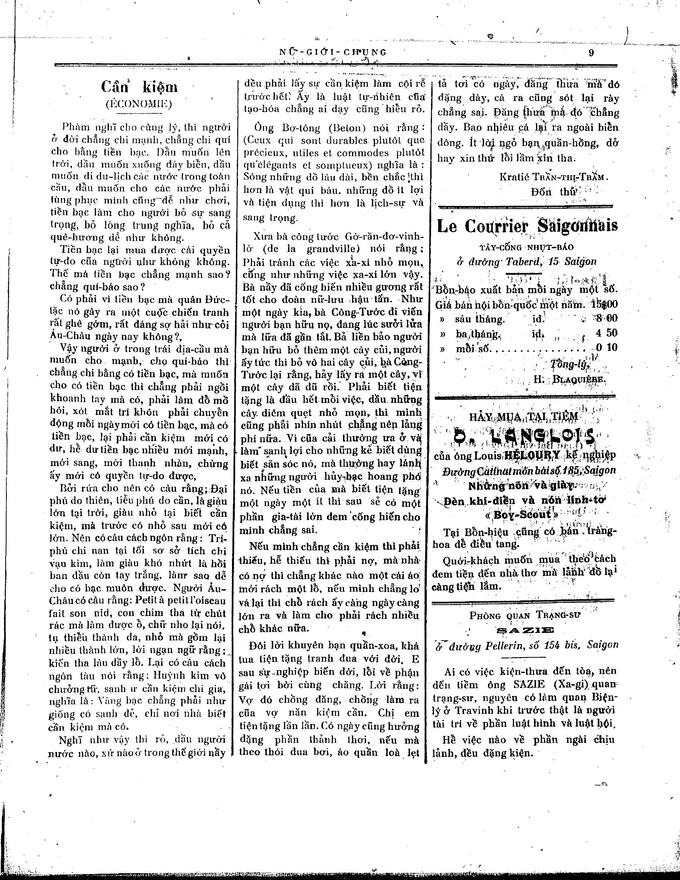 NỮ-GIỚI-CHUNG
9
Cần kiệm
(ÉCONOMIE)
Phàm nghĩ cho cùng lý, thì người
ở đời chẳng chi mạnh, chẳng chi quí
cho bằng tiền bạc. Dầu muốn lên
trời, dầu muốn xuống đáy biển, dầu
muốn đi du-lịch các nước trong toàn
cầu, dầu muốn cho các nước phải
tùng phục mình cũng dễ như chơi,
tiền bạc làm cho người bỏ sự sang
trọng, bỏ lòng trung nghĩa, bỏ cả
quê-hương dễ như không.
Tiền bạc lại mua được cái quyền
tự-do của người như không không.
Thế mà tiền bạc chẳng mạnh sao?
chẳng quí-báo sao?
Có phải vì tiền bạc mà quân Đức-
tặc nó gây ra một cuộc chiến tranh
rất ghê gớm, rất đáng sợ hãi như cõi
Âu-Châu ngày nay không?,
Vậy người ở trong trái địa-cầu mà
muốn cho mạnh, cho quí-báo thì
chẳng chi bằng có tiền bạc, mà muốn
cho có tiền bạc thì chẳng phải ngồi
khoanh tay mà có, phải làm đổ mồ
hôi, xót mắt trí khôn phải chuyển
động mỗi ngày mới có tiền bạc, mà có
tiền bạc, lại phải cần kiệm mới có
dư, hễ dư tiền bạc nhiều mới mạnh,
mới sang, mới thanh nhàn, chừng
ấy mới có quyền tự-do được.
Bởi rứa cho nên có câu rằng; Đại
phú do thiên, tiểu phú do cần, là giàu
lớn tại trời, giàu nhỏ tại biết cần
kiệm, mà trước có nhỏ sau mới có
lớn. Nên có câu cách ngôn rằng: Trí-
phú chi nan tại tối sơ sở tích chi
vạu kim, làm giàu khó nhứt là hồi
ban đầu còn tay trắng, làm sao để
cho có bạc muôn được. Người Âu-
Châu có câu rằng: Petit à petit l'oiseau
fait son nid, con chim tha từ chút
rác mà làm được ổ, chữ nho lại nói,
tụ thiểu thành đa, nhỏ mà gồm lại
nhiều thành lớn, lời ngạn ngữ rằng:
kiến tha lâu đầy lổ. Lại có câu cách
ngôn tàu nói rằng: Huỳnh kim vô
chưởng tử, sanh ư cần kiệm chi gia,
nghĩa là: Vàng bạc chẳng phải như
giống có sanh đẻ, chỉ nơi nhà biết
cần kiệm mà có.
Nghĩ như vậy thì rõ, dầu người
nước nào, xứ nào ở trong thế giới nầy
đều phải lấy sự cần kiệm làm cội rễ
trước hết. Ấy là luật tự-nhiên của
tạo-hóa chẳng ai dạy cũng hiểu rõ.
Ông Bơ-tông (Beton) nói rằng:
(Ceux qui sont durables plutôt que
précieux, utiles et commodes plutôt
qu'élégants et somptueux) nghĩa là:
Sóng những đồ lâu dài, bền chắc thì
hơn là vật quí báu. những đồ ít lợi
và tiện dụng thì hơn là lịch-sự và
sang trọng.
Xưa bà công tước Gờ-răn-đơ-vinh-
lờ (de la grandville) nói rằng;
Phải tránh các việc xa-xỉ nhỏ mọn,
cổng như những việc xa-xỉ lớn vậy.
Bà nầy đã cống hiến nhiều gương rất
tốt cho đoàn nữ-lưu hậu tấn. Như
một ngày kia, bà Công-Tước đi viến
người bạn hữu nọ, đang lúc sưởi lửa
mà lửa đã gần tắt. Bà liền bảo người
bạn hữu bỏ thêm một cây củi, người
ấy tức thì bỏ vô hai cây củi, bà Công-
Tước lại rằng, hãy lấy ra một cây, vì
một cây đã đủ rồi. Phải biết tiện
tặng là đầu hết mỗi việc, dầu những
cây diêm quẹt nhỏ mọn, thì mình
cũng phải nhín nhút chẳng nên lảng
phí nữa. Vì của cải thường ưa ở và
làm sanh lợi cho những kẻ biết dùng
biết săn sóc nó, mà thường hay lánh
xa những người hủy-bạc hoang phố
nó. Nếu tiền của mà biết tiện tặng
một ngày một ít thì sau sẽ có một
phần gia-tài lớn đem cống hiến cho
mình chẳng sai.
Nếu mình chẳng cần kiệm thì phải
thiếu, hễ thiếu thì phải nợ, mà nhà
có nợ thì chẳng khác nào một cái áo
mới rách một lổ, nếu mình chẳng lo
vá lại thì chổ rách ấy càng ngày càng
lớn ra và làm cho phải rách nhiều
chổ khác nữa.
Đôi lời khuyên bạn quần-xoa, khá
tua tiện tặng tranh đua với đời. E
sau sự-nghiệp biến dời, lỗi về phận
gái tợi bởi cùng chăng. Lời rằng:
Vợ đó chồng đăng, chồng làm ra
của vợ năn kiệm cần. Chị em
tiện tặng lần lần. Có ngày cũng hưởng
đặng phần thảnh thơi, nếu mà
theo thói đua bơi, áo quần loà lẹt
tả tơi có ngày, đăng thưa mà đó
đặng dày, cá ra cũng sót lại rày
chẳng sai. Đăng thưa mà đó chẳng
dầy. Bao nhiêu cá lại ra ngoài biển
đông. Ít lời ngỏ bạn quần-hồng, dở
hay xin thứ lỗi lầm xin tha.
Kratié TRẦN-THỊ-TRÂM.
Đồn thứ
Le Courrier Saigonnais
TÂY-CỐNG NHỰT-BÁO
ở đường Taberd, 15 Saigon
Bổn-báo xuất bản mỗi ngày một số.
Giá bán nội bổn-quốc một năm. 15$00
» sáu tháng. id. 8 00
» ba tháng. id. 4 50
» mỗi số. 0 10
Tổng-lý,
H. BLAQUIÈRE.
HÃY MUA TẠI TIỆM
D. LANGLOIS
của ông Louis HÉLOURY kế nghiệp
Đường Catinat môn bài số 185, Saigon
Những nón và giày
Đèn khí-điện và nón lính-tơ
« Boy-Scout »
Tại Bổn-hiệu cũng có bán tràng-
hoa để điếu tang.
Quới-khách muốn mua theo cách
đem tiền đến nhà thơ mà lãnh đồ lại
càng tiện lắm.
PHÒNG QUAN TRẠNG-SƯ
SAZIE
ở đường Pellerin, số 154 bis, Saigon
Ai có việc kiện-thưa đến tòa, nên
đến tiềm ông SAZIE (Xa-gi) quan
trạng-sư, nguyên có làm quan Biện-
lý ở Travinh khi trước thật là người
tài trí về phần luật hình và luật hội.
Hễ việc nào về phần ngài chịu
lãnh, đều đặng kiện.